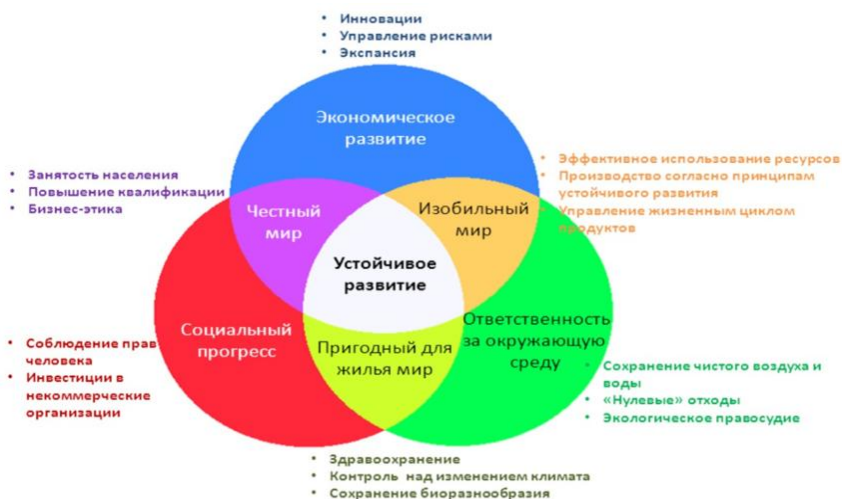 • Инновации
• Управление рисками
• Экспансия
Экономическое
развитие
• Занятость населения
• Повышение квалификации
• Бизнес-этика
• Эффективное использование ресурсов
• Производство согласно принципам
устойчивого развития
• Управление жизненным циклом
продуктов
Честный
мир
Изобильный
мир
Устойчивое
развитие
Социальный
прогресс
Пригодный для
жилья мир
Ответственность
за окружающую
среду
• Соблюдение прав
человека
• Инвестиции в
некоммерческие
организации
• Сохранение чистого воздуха и
воды
• «Нулевые» отходы
• Экологическое правосудие
• Здравоохранение
• Контроль над изменением климата
• Сохранение биоразнообразия